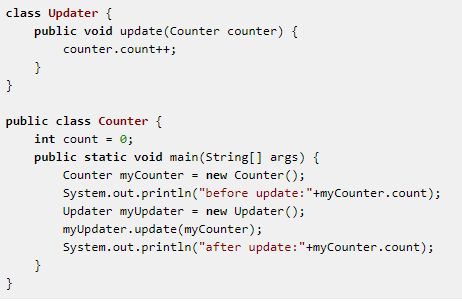 class Updater {
    public void update(Counter counter) {
        counter.count++;
    }
}

public class Counter {
    int count = 0;
    public static void main(String[] args) {
        Counter myCounter = new Counter();
        System.out.println("before update:"+myCounter.count);
        Updater myUpdater = new Updater();
        myUpdater.update(myCounter);
        System.out.println("after update:"+myCounter.count);
    }
}